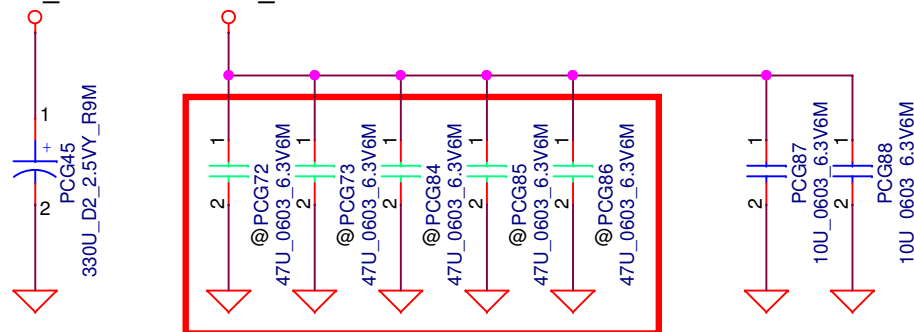 1
+
2
PCG45
330U_D2_2.5VY_R9M
1
2
@PCG72
47U_0603_6.3V6M
1
2
@PCG73
47U_0603_6.3V6M
1
2
@PCG84
47U_0603_6.3V6M
1
2
@PCG85
47U_0603_6.3V6M
1
2
@PCG86
47U_0603_6.3V6M
1
2
PCG87
10U_0603_6.3V6M
1
2
PCG88
10U_0603_6.3V6M